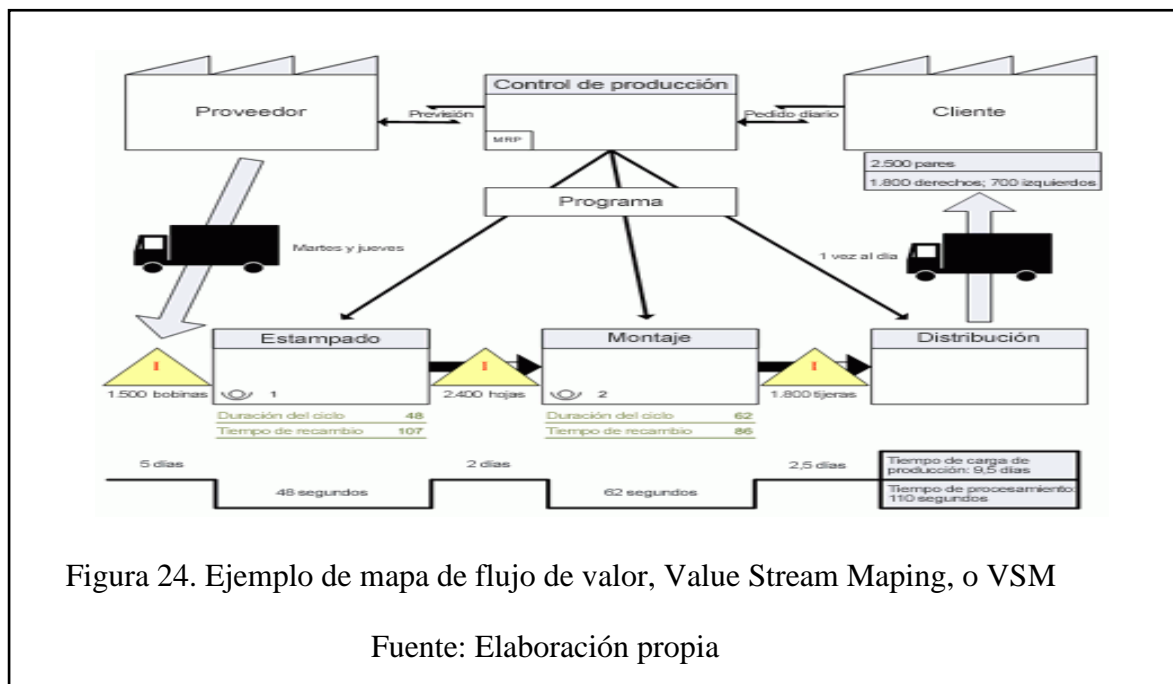 Proveedor
Previsión
Control de producción
MRP
Pedido diario
Cliente
2.500 pares
1.800 derechos; 700 izquierdos
Programa
Martes y jueves
1 vez al día
Estampado
Montaje
Distribución
I
I
I
1.500 bobinas
1
2.400 hojas
2
1.800 tijeras
Duración del ciclo 48
Tiempo de recambio 107
Duración del ciclo 62
Tiempo de recambio 86
5 días
2 días
2,5 días
48 segundos
62 segundos
Tiempo de carga de
producción: 9,5 días
Tiempo de procesamiento:
110 segundos
Figura 24. Ejemplo de mapa de flujo de valor, Value Stream Maping, o VSM
Fuente: Elaboración propia